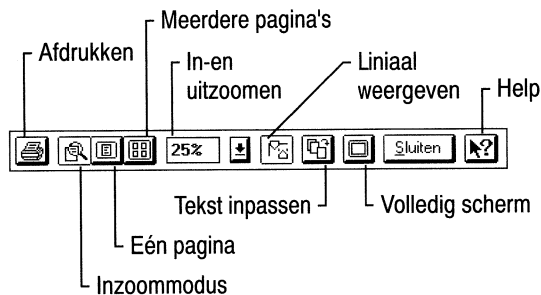 Meerdere pagina's
Afdrukken
In-en
uitzoomen
Liniaal
weergeven
Help
25%
Sluiten
?
Tekst inpassen
Volledig scherm
Eén pagina
Inzoommodus